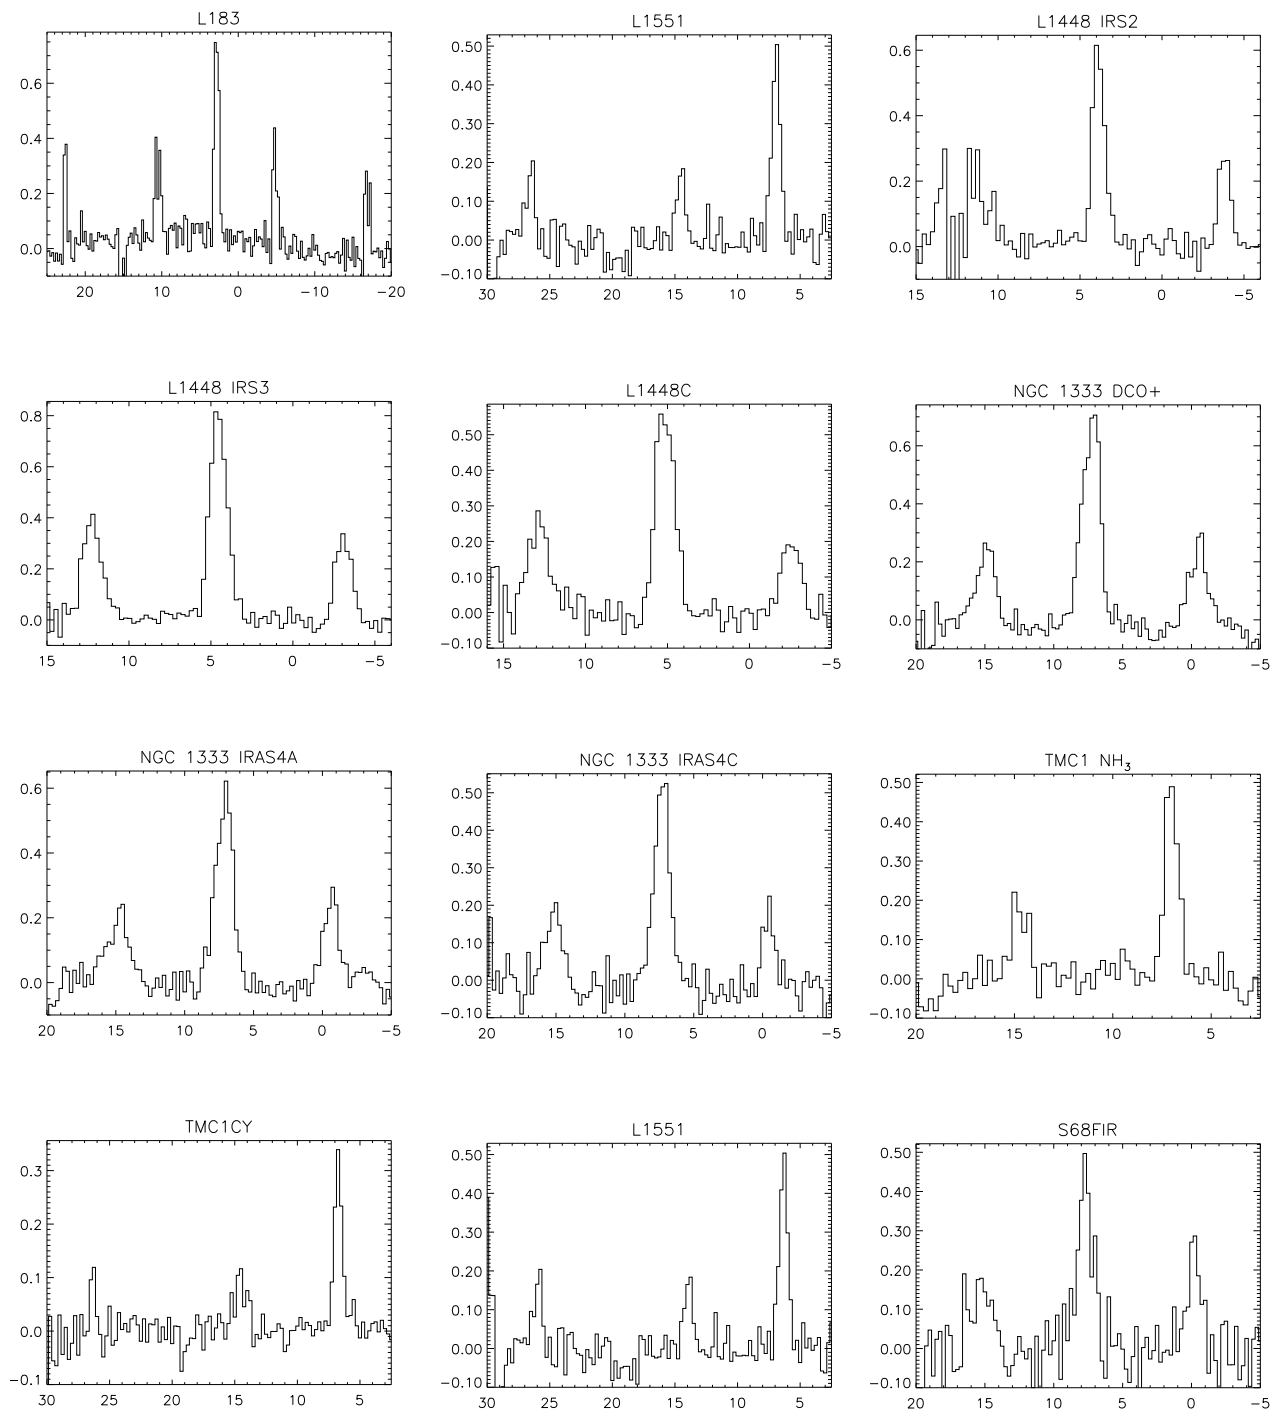 L183
0.6
0.4
0.2
0.0
20 10 0 −10 −20
L1551
0.50
0.40
0.30
0.20
0.10
0.00
−0.10
30 25 20 15 10 5
L1448 IRS2
0.6
0.4
0.2
0.0
15 10 5 0 −5
L1448 IRS3
0.8
0.6
0.4
0.2
0.0
15 10 5 0 −5
L1448C
0.50
0.40
0.30
0.20
0.10
0.00
−0.10
15 10 5 0 −5
NGC 1333 DCO+
0.6
0.4
0.2
0.0
20 15 10 5 0 −5
NGC 1333 IRAS4A
0.6
0.4
0.2
0.0
20 15 10 5 0 −5
NGC 1333 IRAS4C
0.50
0.40
0.30
0.20
0.10
0.00
−0.10
20 15 10 5 0 −5
TMC1 NH3
0.50
0.40
0.30
0.20
0.10
0.00
−0.10
20 15 10 5
TMC1CY
0.3
0.2
0.1
0.0
−0.1
30 25 20 15 10 5
L1551
0.50
0.40
0.30
0.20
0.10
0.00
−0.10
30 25 20 15 10 5
S68FIR
0.50
0.40
0.30
0.20
0.10
0.00
−0.10
20 15 10 5 0 −5